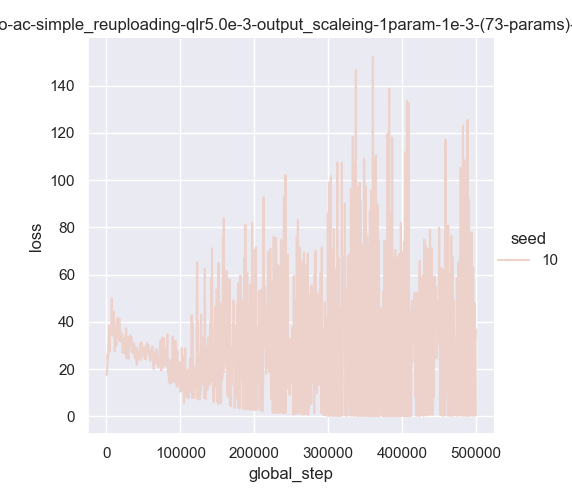 o-ac-simple_reuploading-qlr5.0e-3-output_scaleing-1param-1e-3-(73-params)-
140
120
100
80
60
40
20
0
loss
0 100000 200000 300000 400000 500000
global_step
seed
10